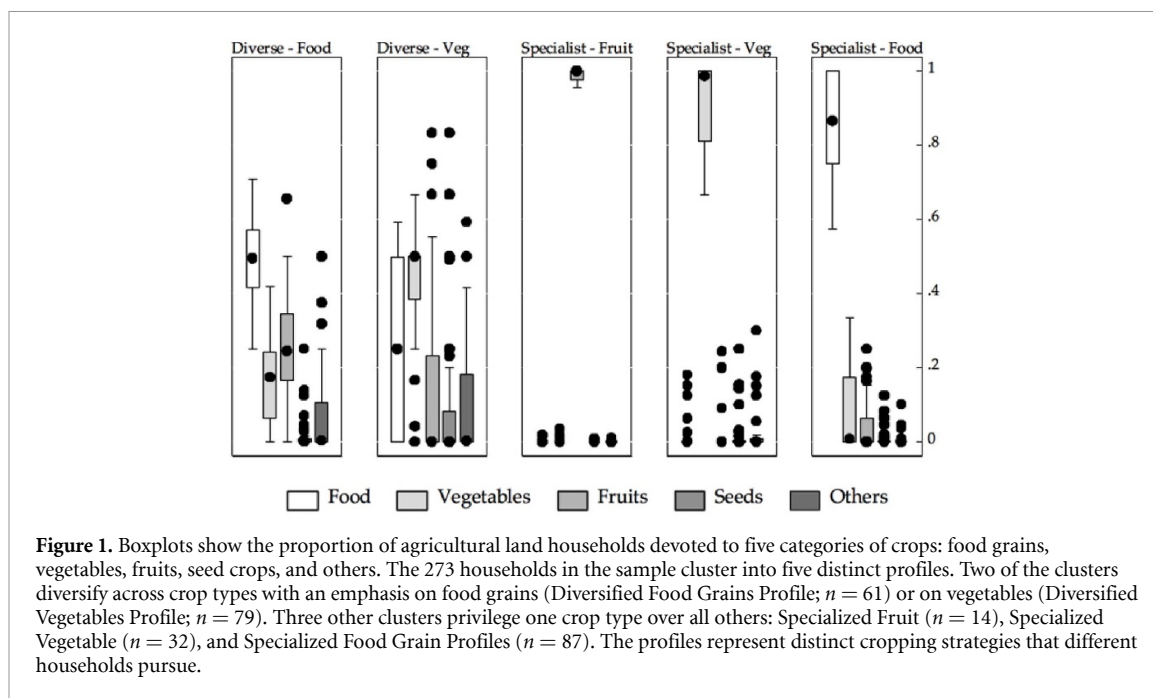 Diverse - Food Diverse - Veg Specialist - Fruit Specialist - Veg Specialist - Food
1
.8
.6
.4
.2
0
Food Vegetables Fruits Seeds Others
Figure 1. Boxplots show the proportion of agricultural land households devoted to five categories of crops: food grains,
vegetables, fruits, seed crops, and others. The 273 households in the sample cluster into five distinct profiles. Two of the clusters
diversify across crop types with an emphasis on food grains (Diversified Food Grains Profile; n = 61) or on vegetables (Diversified
Vegetables Profile; n = 79). Three other clusters privilege one crop type over all others: Specialized Fruit (n = 14), Specialized
Vegetable (n = 32), and Specialized Food Grain Profiles (n = 87). The profiles represent distinct cropping strategies that different
households pursue.